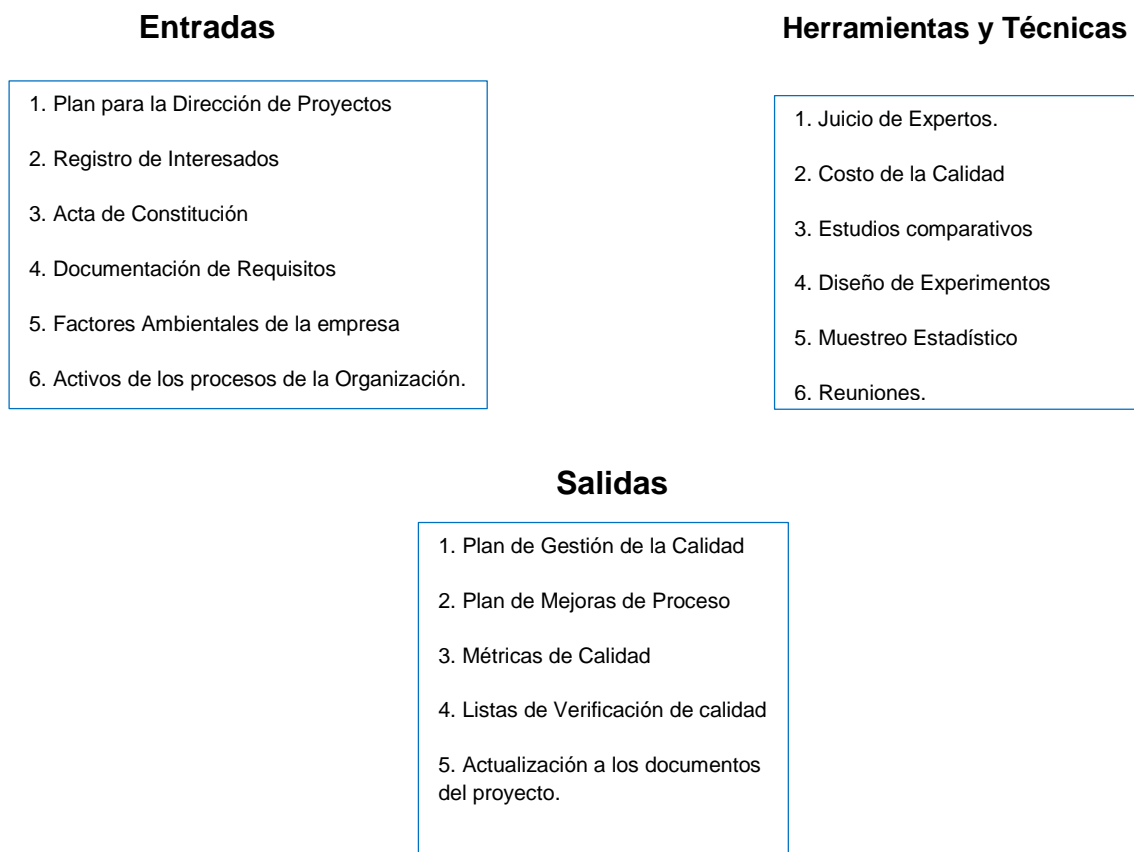 Entradas
1. Plan para la Dirección de Proyectos
2. Registro de Interesados
3. Acta de Constitución
4. Documentación de Requisitos
5. Factores Ambientales de la empresa
6. Activos de los procesos de la Organización.
Herramientas y Técnicas
1. Juicio de Expertos.
2. Costo de la Calidad
3. Estudios comparativos
4. Diseño de Experimentos
5. Muestreo Estadístico
6. Reuniones.
Salidas
1. Plan de Gestión de la Calidad
2. Plan de Mejoras de Proceso
3. Métricas de Calidad
4. Listas de Verificación de calidad
5. Actualización a los documentos
del proyecto.